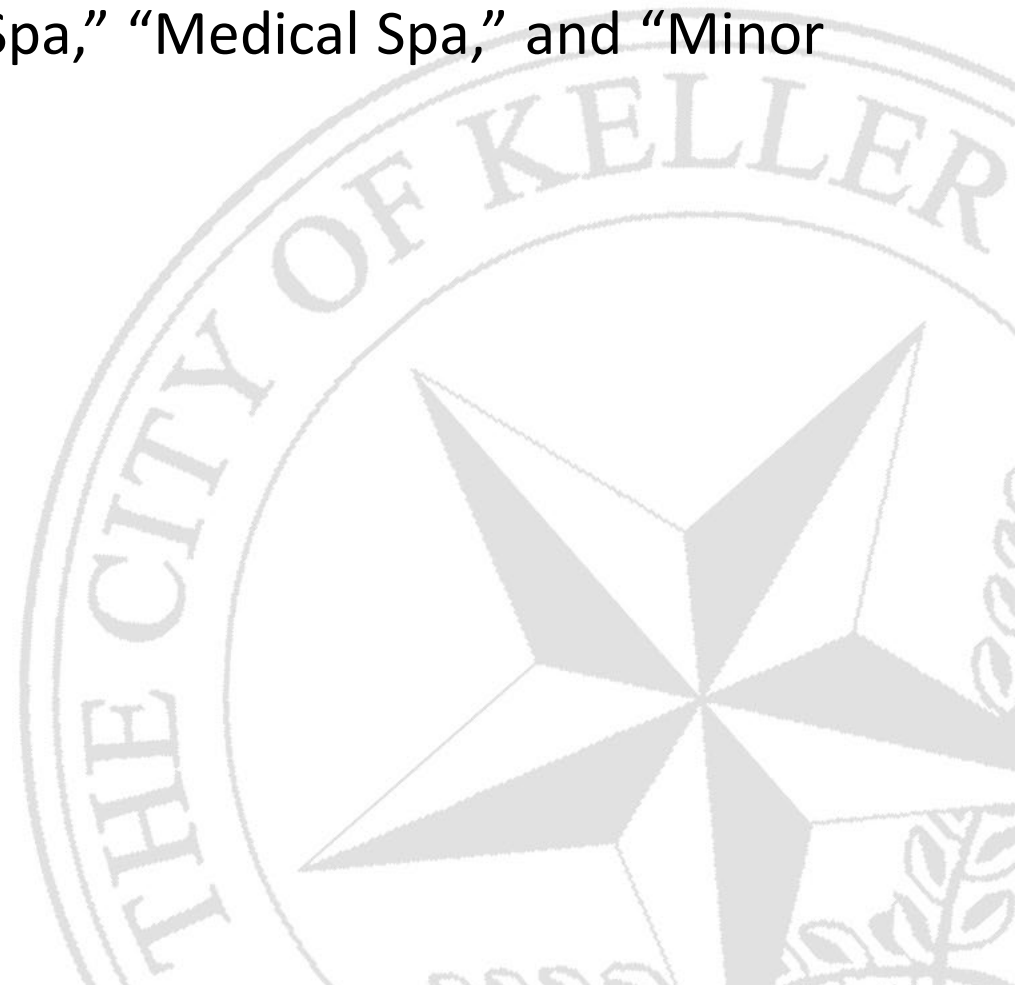 Spa,” “Medical Spa,” and “Minor
THE CITY OF KELLER